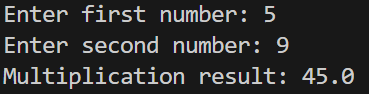 Enter first number: 5
Enter second number: 9
Multiplication result: 45.0